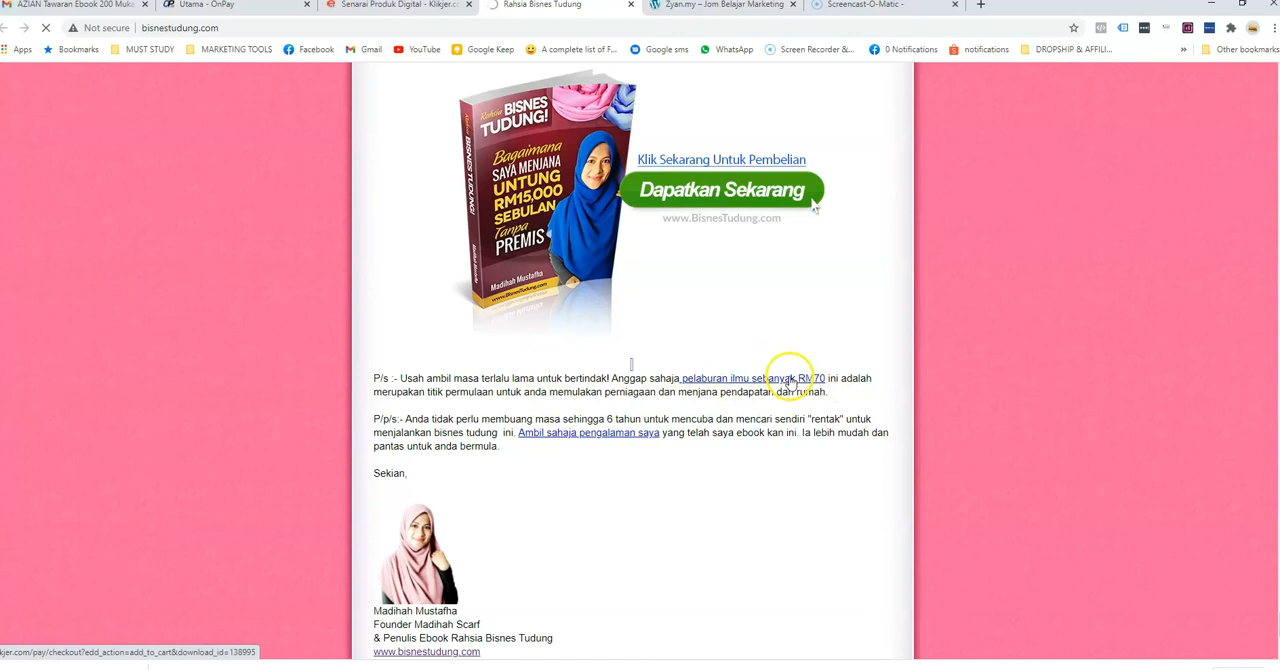 AZIAN Tawaran Ebook 200 Muka
Utama - OnPay
Senarai Produk Digital - Klikjer.c
Rahsia Bisnes Tudung
Zyan.my – Jom Belajar Marketing
Screencast-O-Matic -
Not secure
bisnestudung.com
Apps
Bookmarks
MUST STUDY
MARKETING TOOLS
Facebook
Gmail
YouTube
Google Keep
A complete list of F...
Google sms
WhatsApp
Screen Recorder &...
0 Notifications
notifications
DROPSHIP & AFFILI...
Other bookmarks
Rahsia BISNES
TUDUNG!
Bagaimana
SAYA MENJANA
UNTUNG
RM15,000
SEBULAN
Tanpa
PREMIS
Madihah Mustafha
www.BisnesTudung.com
Klik Sekarang Untuk Pembelian
Dapatkan Sekarang
www.BisnesTudung.com
P/s :- Usah ambil masa terlalu lama untuk bertindak! Anggap sahaja pelaburan ilmu sebanyak RM70 ini adalah
merupakan titik permulaan untuk anda memulakan perniagaan dan menjana pendapatan dari rumah.
P/p/s:- Anda tidak perlu membuang masa sehingga 6 tahun untuk mencuba dan mencari sendiri "rentak" untuk
menjalankan bisnes tudung ini. Ambil sahaja pengalaman saya yang telah saya ebook kan ini. Ia lebih mudah dan
pantas untuk anda bermula.
Sekian,
Madihah Mustafha
Founder Madihah Scarf
& Penulis Ebook Rahsia Bisnes Tudung
www.bisnestudung.com
kjer.com/pay/checkout?edd_action=add_to_cart&download_id=138995